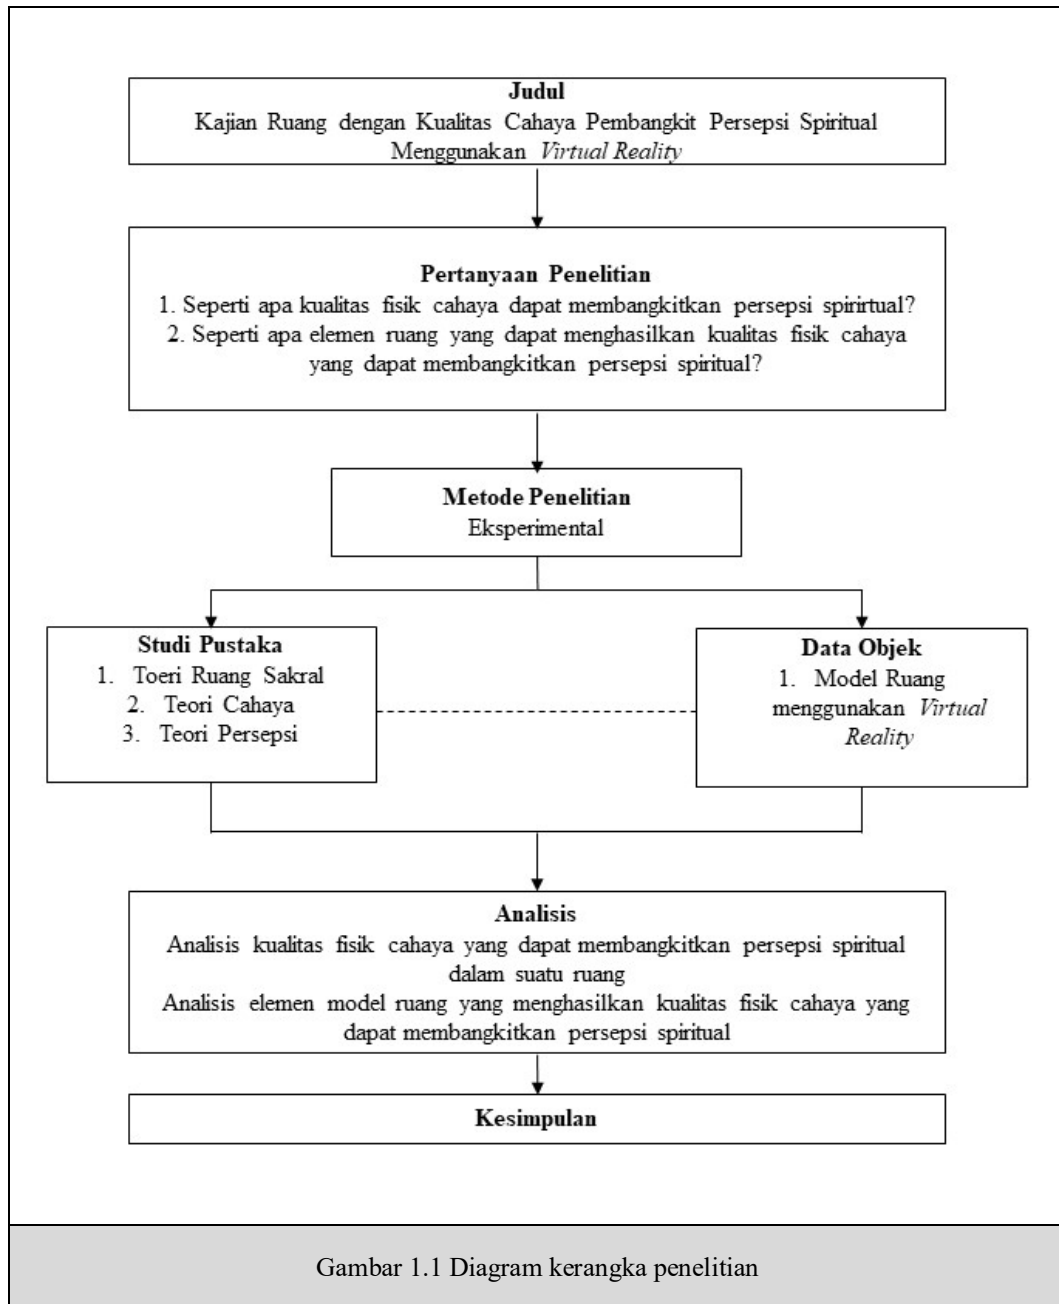 Judul
Kajian Ruang dengan Kualitas Cahaya Pembangkit Persepsi Spiritual
Menggunakan Virtual Reality
Pertanyaan Penelitian
1. Seperti apa kualitas fisik cahaya dapat membangkitkan persepsi spirirtual?
2. Seperti apa elemen ruang yang dapat menghasilkan kualitas fisik cahaya
yang dapat membangkitkan persepsi spiritual?
Metode Penelitian
Eksperimental
Studi Pustaka
1. Toeri Ruang Sakral
2. Teori Cahaya
3. Teori Persepsi
Data Objek
1. Model Ruang
menggunakan Virtual
Reality
Analisis
Analisis kualitas fisik cahaya yang dapat membangkitkan persepsi spiritual
dalam suatu ruang
Analisis elemen model ruang yang menghasilkan kualitas fisik cahaya yang
dapat membangkitkan persepsi spiritual
Kesimpulan
Gambar 1.1 Diagram kerangka penelitian